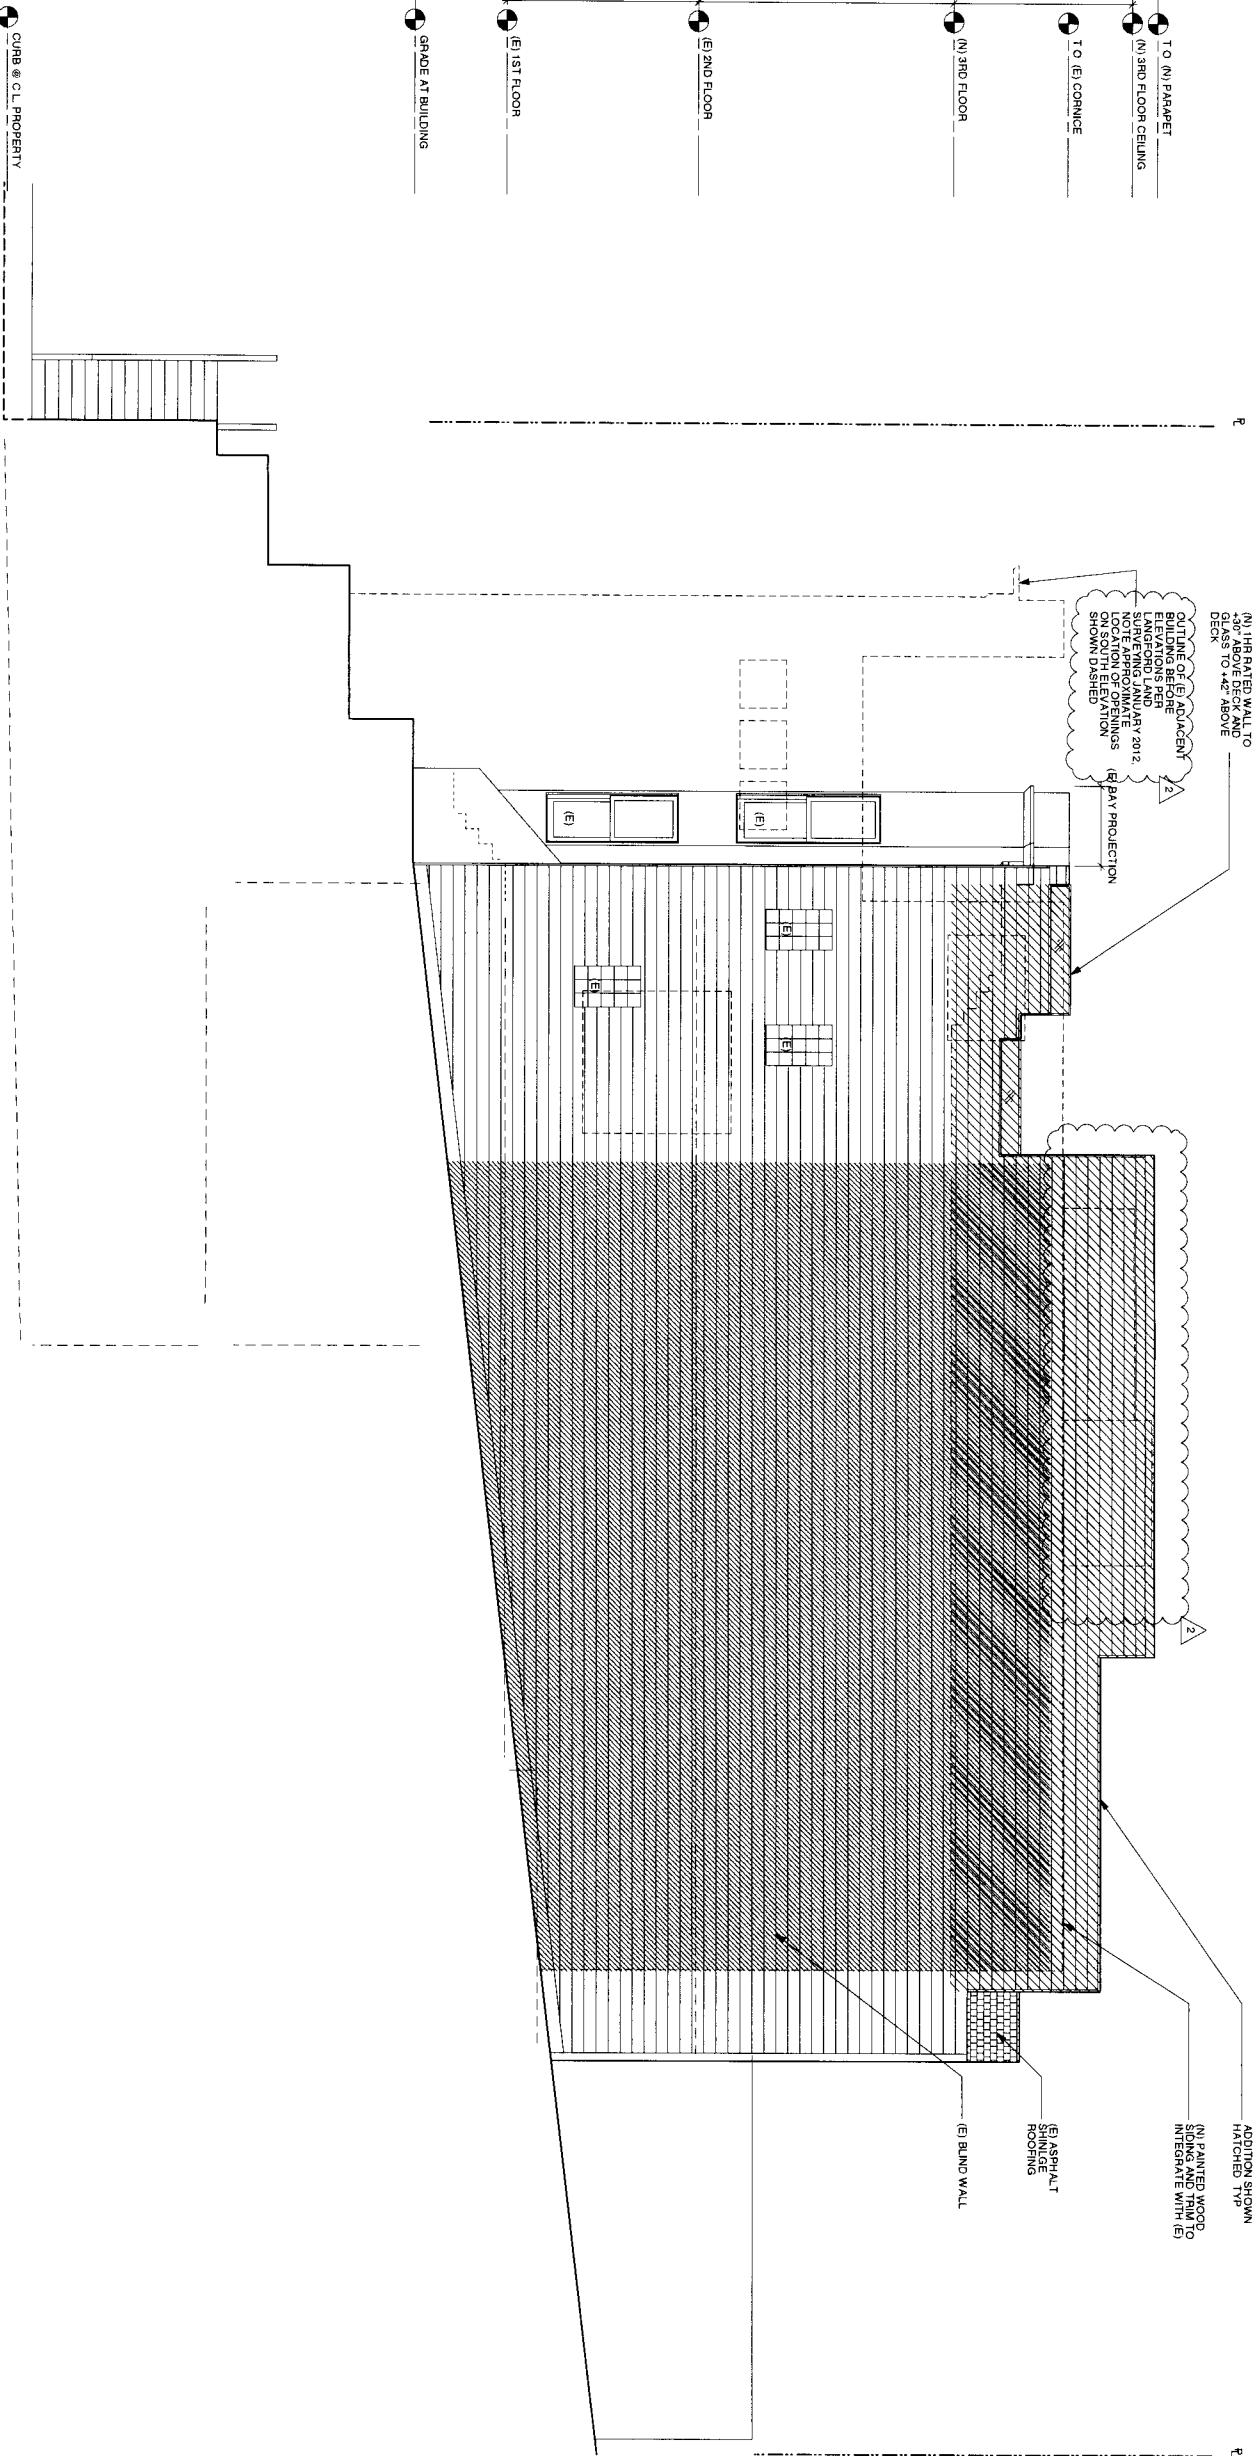 T.O. (N) PARAPET
(N) 3RD FLOOR CEILING
T.O. (E) CORNICE
(N) 3RD FLOOR
(E) 2ND FLOOR
(E) 1ST FLOOR
GRADE AT BUILDING
CURB @ C.L. PROPERTY
PL
(N) 1HR RATED WALL TO
+30" ABOVE DECK AND
GLASS TO +42" ABOVE
DECK
OUTLINE OF (E) ADJACENT
BUILDING BEFORE
ELEVATIONS PER
LANGFORD LAND
SURVEYING JANUARY 2012.
NOTE APPROXIMATE
LOCATION OF OPENINGS
ON SOUTH ELEVATION
SHOWN DASHED
2
(E) BAY PROJECTION
(E)
(E)
(E)
(E)
(E)
2
ADDITION SHOWN
HATCHED TYP
(N) PAINTED WOOD
SIDING AND TRIM TO
INTEGRATE WITH (E)
(E) ASPHALT
SHINLGE
ROOFING
(E) BLIND WALL
PL